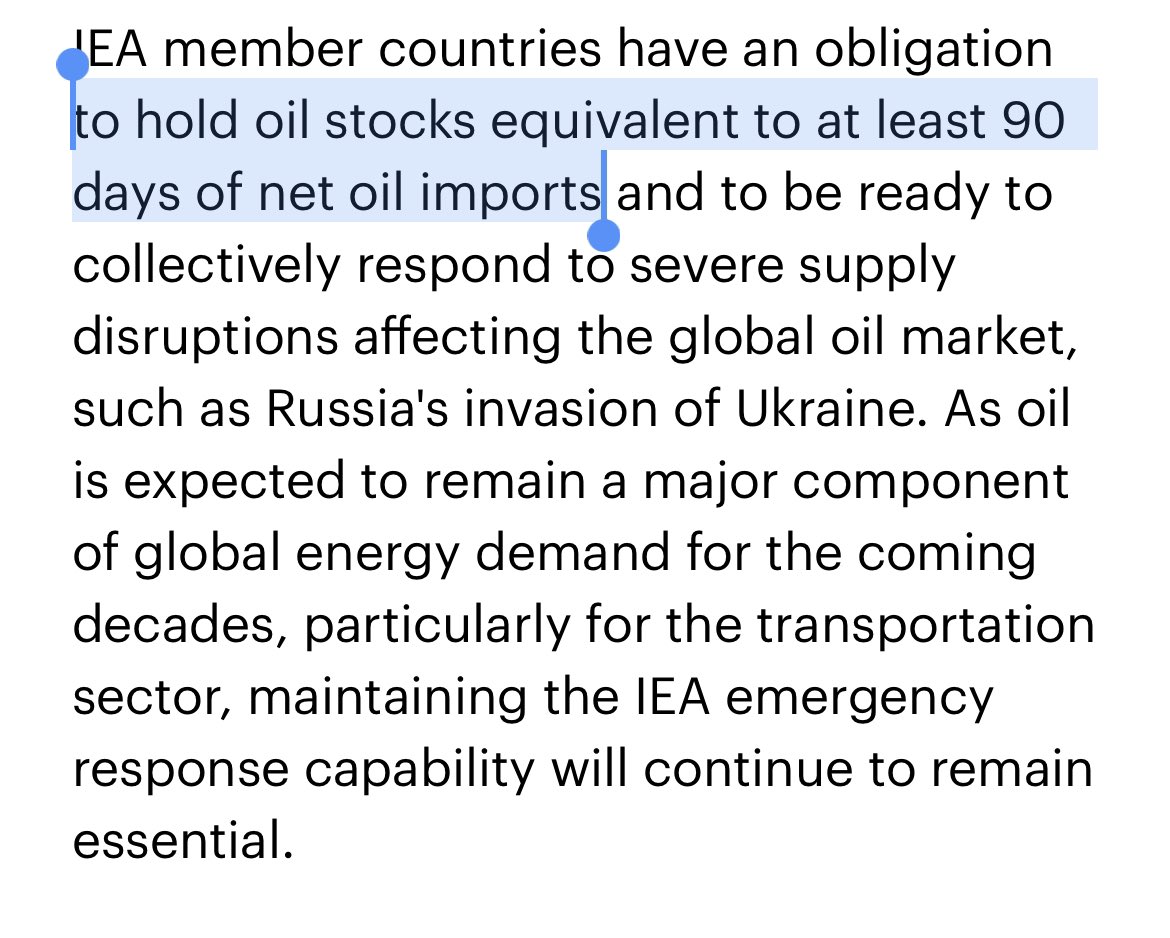 IEA member countries have an obligation
to hold oil stocks equivalent to at least 90
days of net oil imports and to be ready to
collectively respond to severe supply
disruptions affecting the global oil market,
such as Russia's invasion of Ukraine. As oil
is expected to remain a major component
of global energy demand for the coming
decades, particularly for the transportation
sector, maintaining the IEA emergency
response capability will continue to remain
essential.